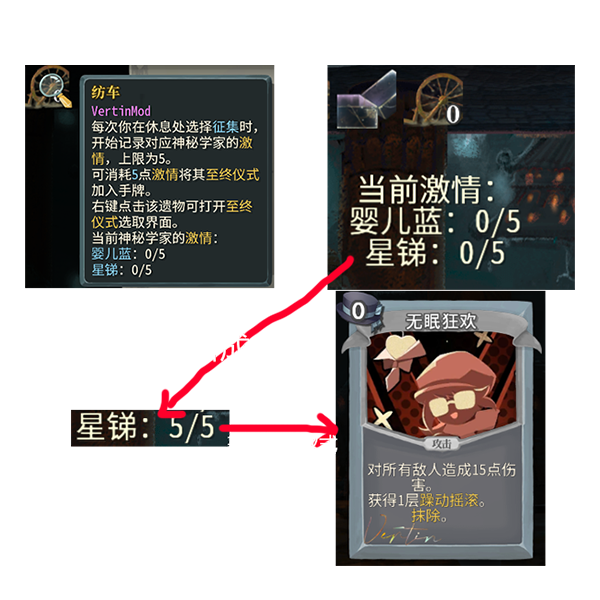 纺车
VertinMod
每次你在休息处选择征集时，
开始记录对应神秘学家的激
情，上限为5。
可消耗5点激情将其至终仪式
加入手牌。
右键点击该遗物可打开至终
仪式选取界面。
当前神秘学家的激情：
婴儿蓝：0/5
星锑：0/5
0
当前激情：
婴儿蓝：0/5
星锑：0/5
星锑：5/5
0
无眠狂欢
攻击
对所有敌人造成15点伤
害。
获得1层躁动摇滚。
抹除。
Vertin